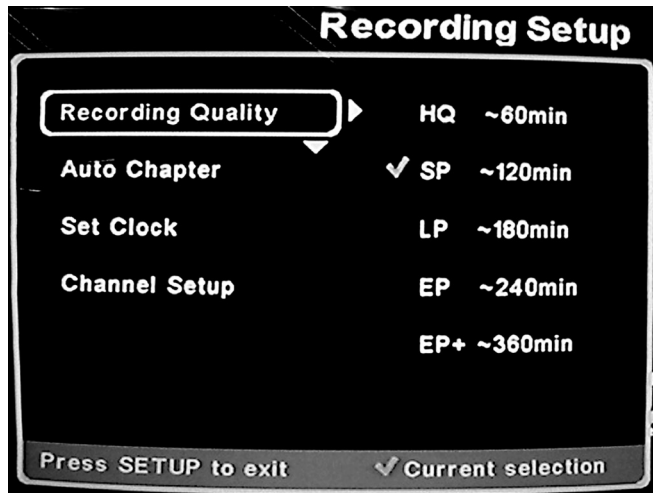 Recording Setup
Recording Quality HQ ~60min
Auto Chapter SP ~120min
Set Clock LP ~180min
Channel Setup EP ~240min
EP+ ~360min
Press SETUP to exit Current selection